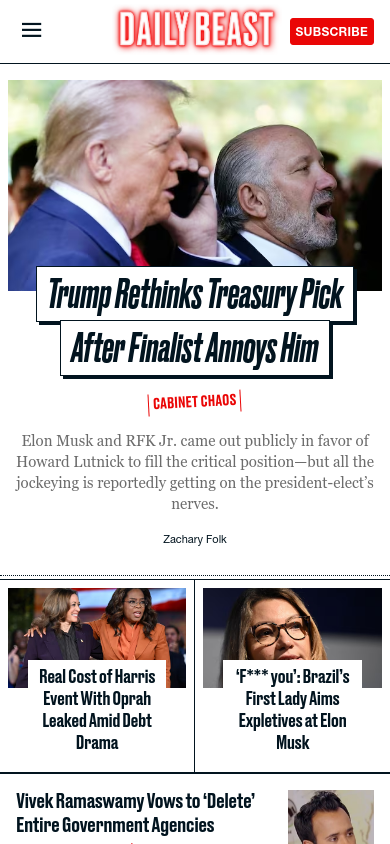 DAILY BEAST
SUBSCRIBE
Trump Rethinks Treasury Pick
After Finalist Annoys Him
CABINET CHAOS
Elon Musk and RFK Jr. came out publicly in favor of
Howard Lutnick to fill the critical position—but all the
jockeying is reportedly getting on the president-elect’s
nerves.
Zachary Folk
Real Cost of Harris
Event With Oprah
Leaked Amid Debt
Drama
‘F*** you’: Brazil’s
First Lady Aims
Expletives at Elon
Musk
Vivek Ramaswamy Vows to ‘Delete’
Entire Government Agencies